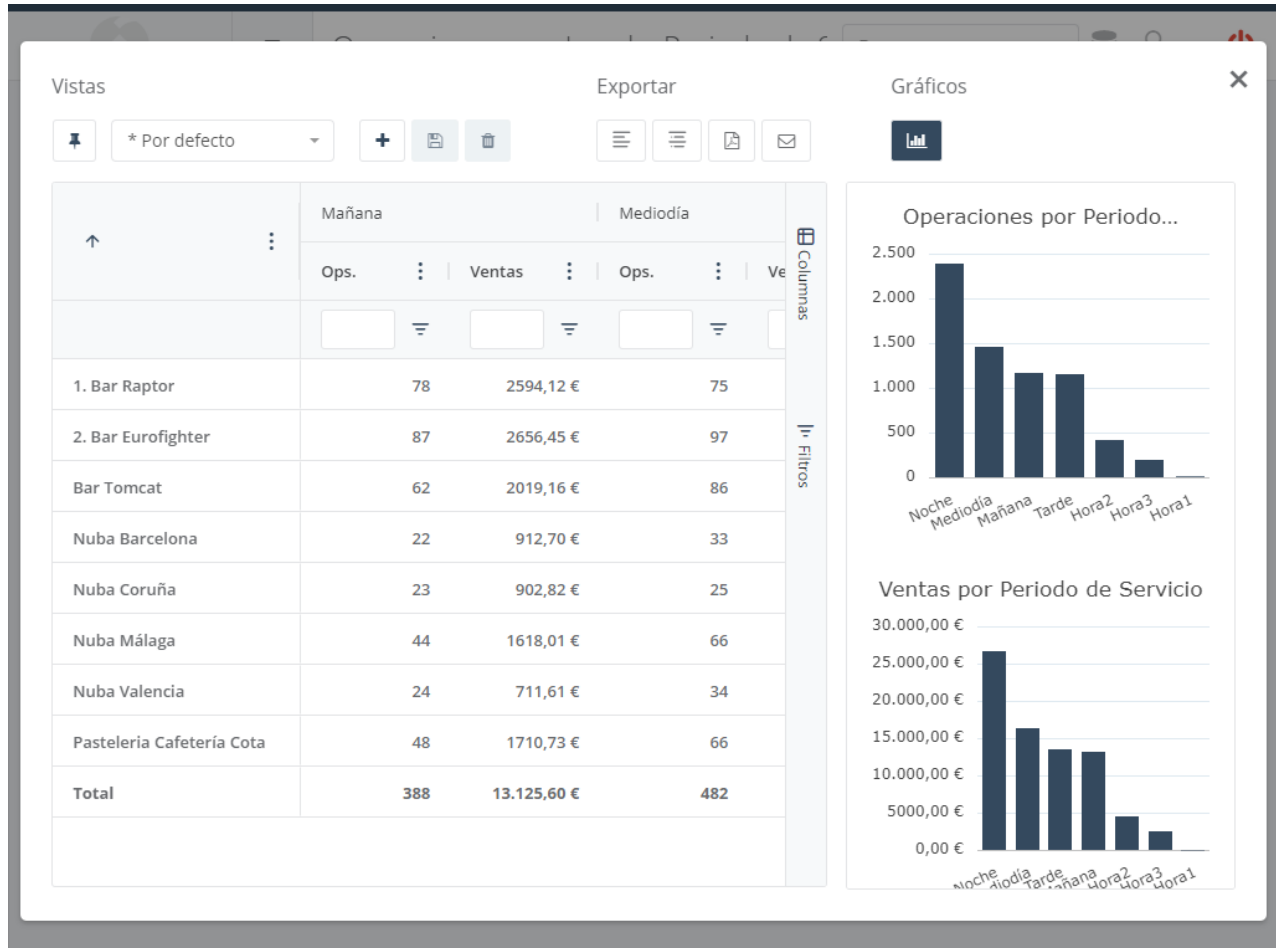 Vistas Exportar Gráficos
* Por defecto
Mañana Mediodía
Ops. Ventas Ops. Ve
Columnas
Filtros
1. Bar Raptor 78 2594,12 € 75
2. Bar Eurofighter 87 2656,45 € 97
Bar Tomcat 62 2019,16 € 86
Nuba Barcelona 22 912,70 € 33
Nuba Coruña 23 902,82 € 25
Nuba Málaga 44 1618,01 € 66
Nuba Valencia 24 711,61 € 34
Pasteleria Cafetería Cota 48 1710,73 € 66
Total 388 13.125,60 € 482
Operaciones por Periodo...
2.500
2.000
1.500
1.000
500
0
Noche Mediodía Mañana Tarde Hora2 Hora3 Hora1
Ventas por Periodo de Servicio
30.000,00 €
25.000,00 €
20.000,00 €
15.000,00 €
10.000,00 €
5000,00 €
0,00 €
Noche diodía Tarde ñana Hora2 Hora3 Hora1